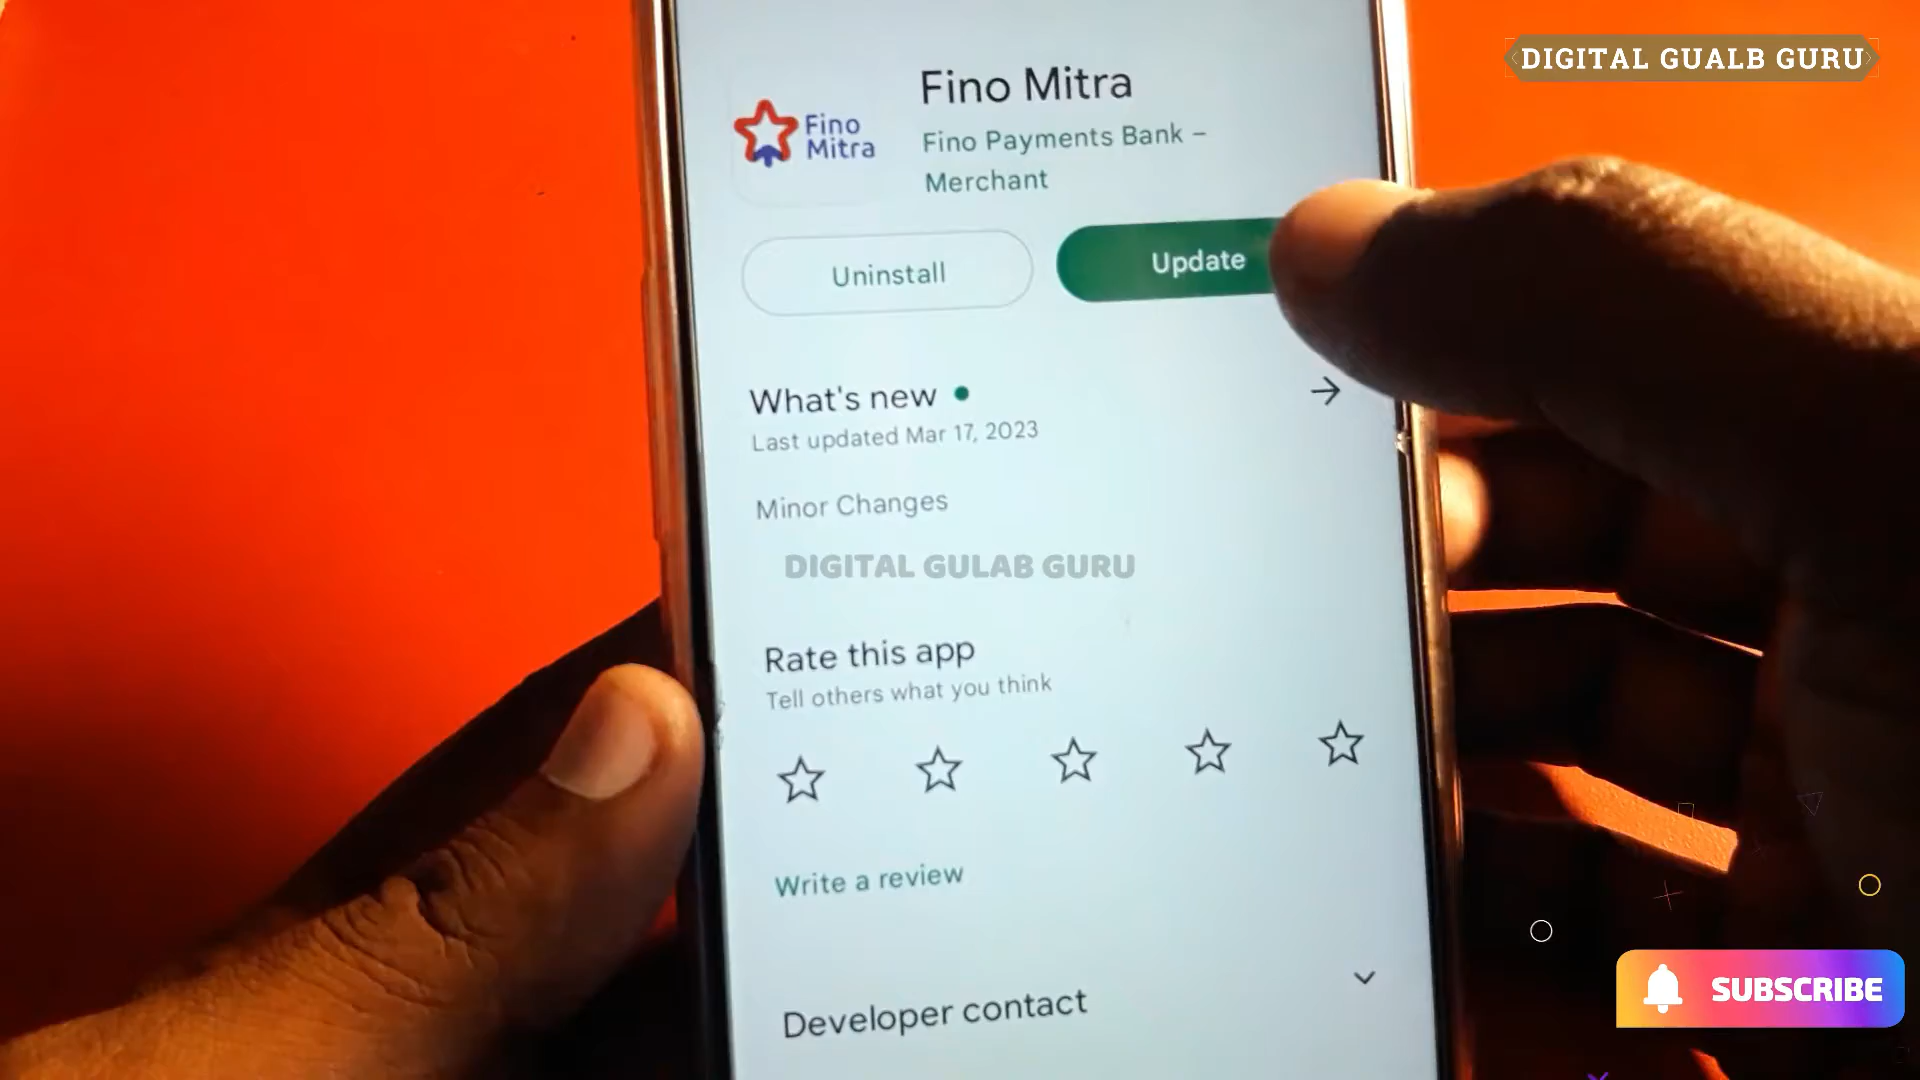 DIGITAL GUALB GURU
Fino Mitra
Fino
Mitra
Fino Payments Bank –
Merchant
Uninstall
Update
What's new
Last updated Mar 17, 2023
Minor Changes
DIGITAL GULAB GURU
Rate this app
Tell others what you think
Write a review
Developer contact
SUBSCRIBE